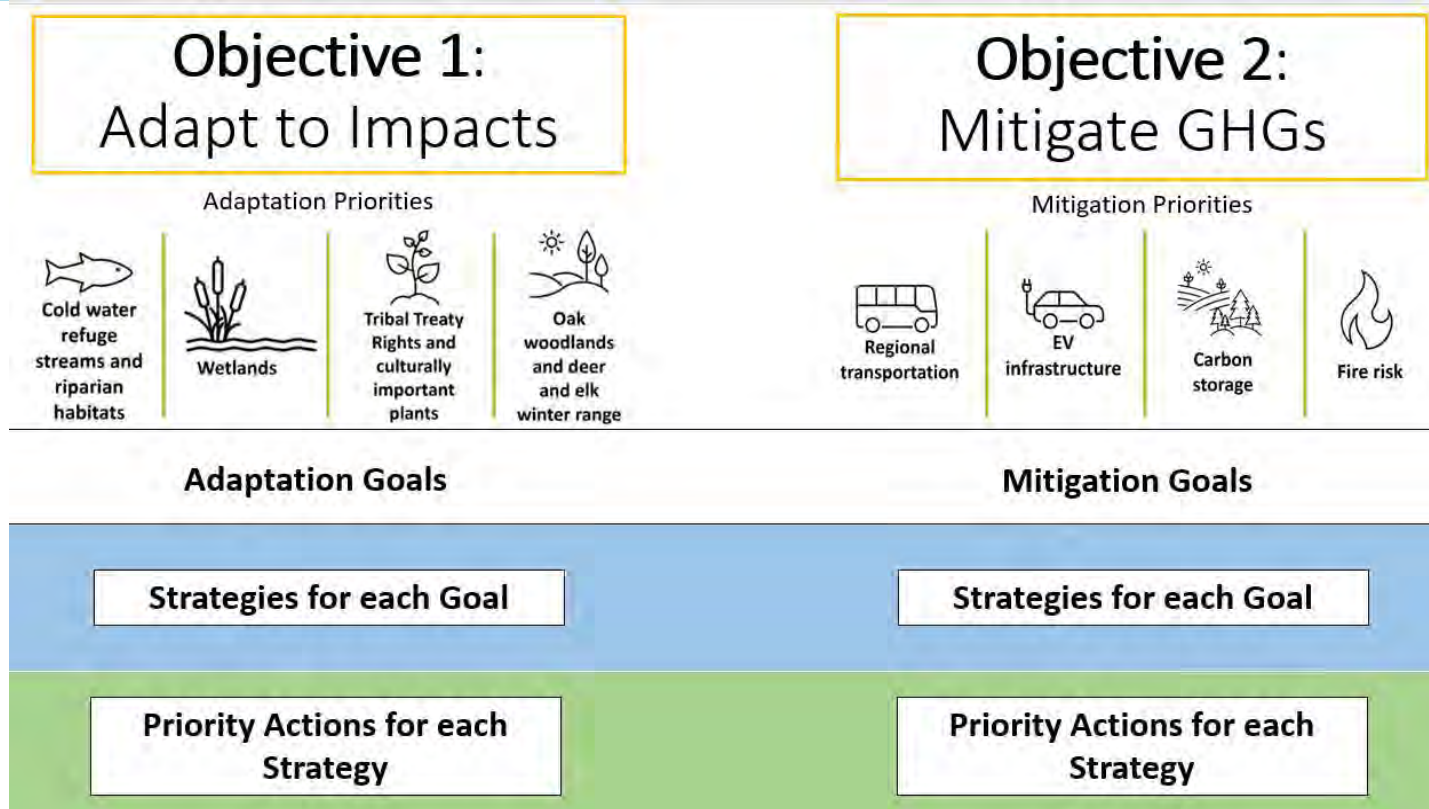 Objective 1:
Adapt to Impacts
Adaptation Priorities
Cold water
refuge
streams and
riparian
habitats
Wetlands
Tribal Treaty
Rights and
culturally
important
plants
Oak
woodlands
and deer
and elk
winter range
Objective 2:
Mitigate GHGs
Mitigation Priorities
Regional
transportation
EV
infrastructure
Carbon
storage
Fire risk
Adaptation Goals
Mitigation Goals
Strategies for each Goal
Strategies for each Goal
Priority Actions for each
Strategy
Priority Actions for each
Strategy